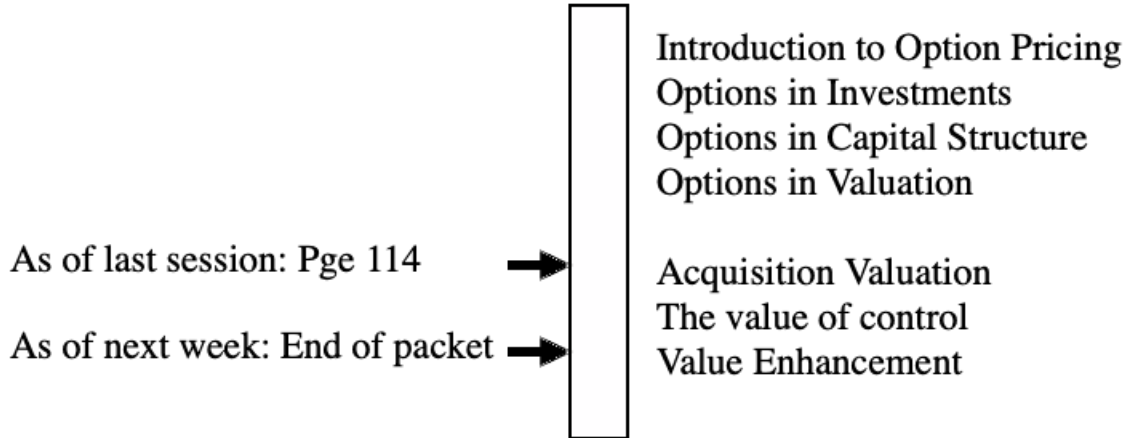 Introduction to Option Pricing
Options in Investments
Options in Capital Structure
Options in Valuation
As of last session: Pge 114
Acquisition Valuation
The value of control
As of next week: End of packet
Value Enhancement